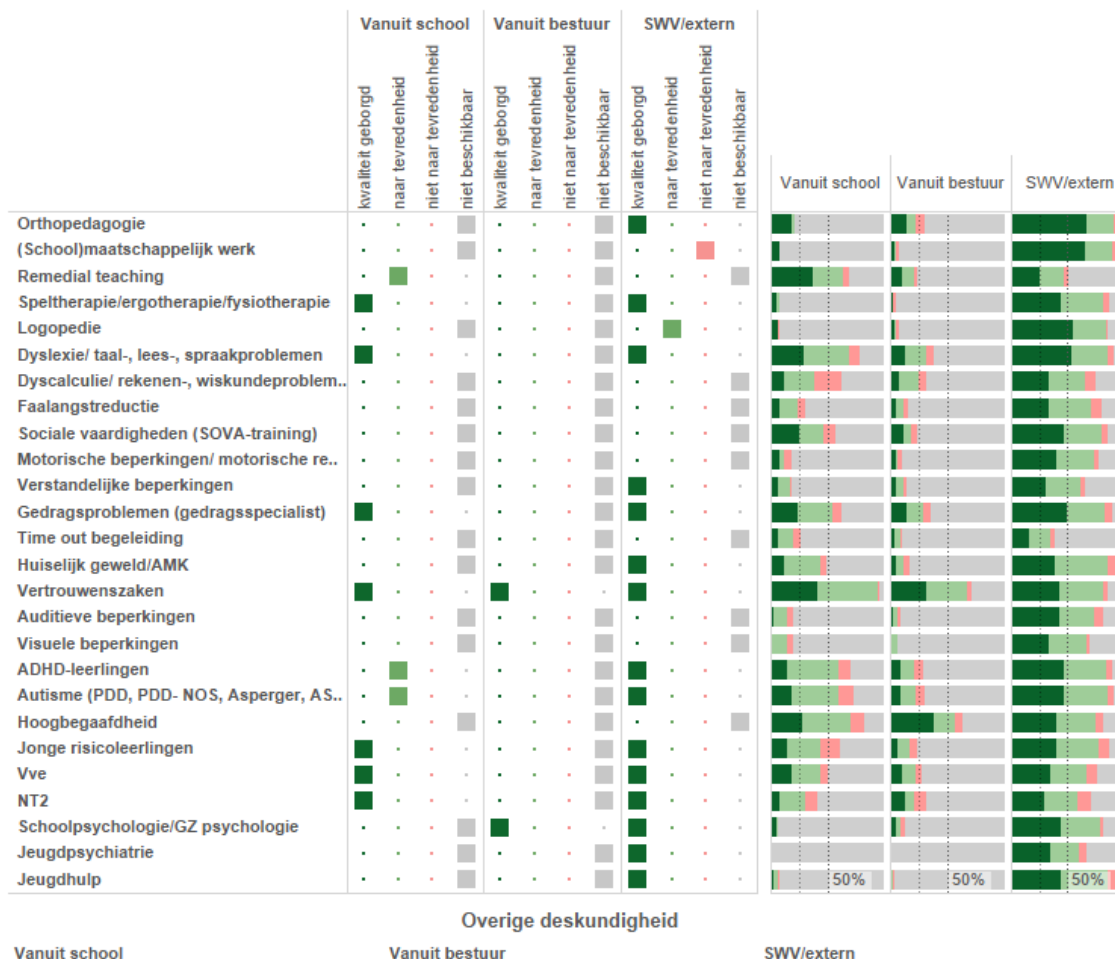 Vanuit school Vanuit bestuur SWV/extern
kwaliteit geborgd naar tevredenheid niet naar tevredenheid niet beschikbaar kwaliteit geborgd naar tevredenheid niet naar tevredenheid niet beschikbaar kwaliteit geborgd naar tevredenheid niet naar tevredenheid niet beschikbaar
Vanuit school Vanuit bestuur SWV/extern
Orthopedagogie
(School)maatschappelijk werk
Remedial teaching
Speltherapie/ergotherapie/fysiotherapie
Logopedie
Dyslexie/ taal-, lees-, spraakproblemen
Dyscalculie/ rekenen-, wiskundeproblem..
Faalangstreductie
Sociale vaardigheden (SOVA-training)
Motorische beperkingen/ motorische re..
Verstandelijke beperkingen
Gedragsproblemen (gedragsspecialist)
Time out begeleiding
Huiselijk geweld/AMK
Vertrouwenszaken
Auditieve beperkingen
Visuele beperkingen
ADHD-leerlingen
Autisme (PDD, PDD- NOS, Asperger, AS..
Hoogbegaafdheid
Jonge risicoleerlingen
Vve
NT2
Schoolpsychologie/GZ psychologie
Jeugdpsychiatrie
Jeugdhulp 50% 50% 50%
Overige deskundigheid
Vanuit school Vanuit bestuur SWV/extern